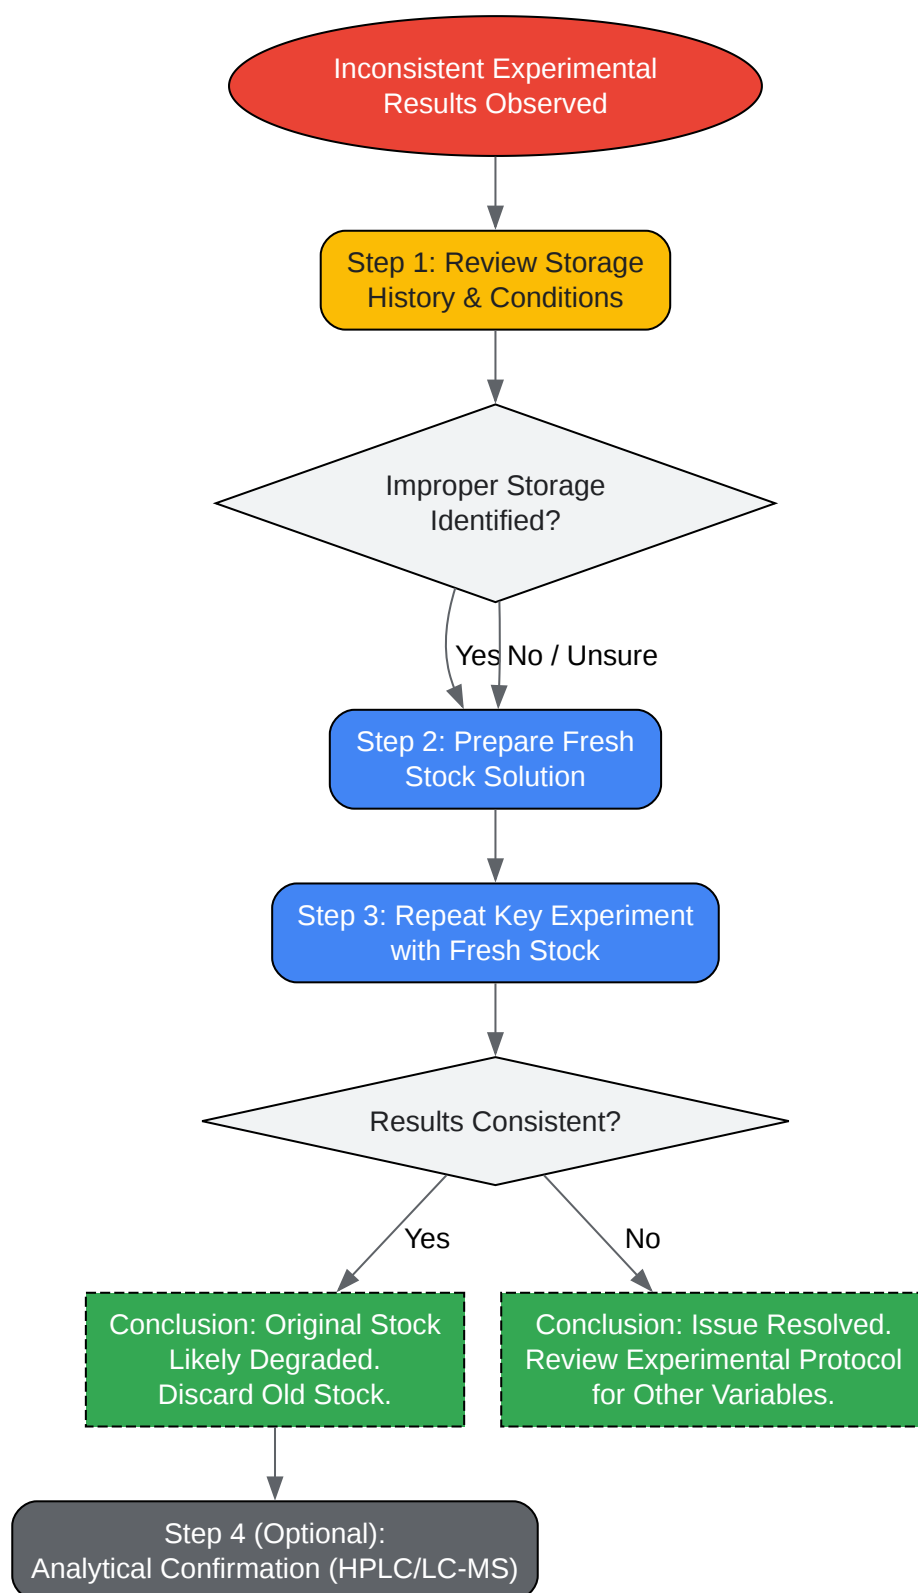 Inconsistent Experimental
Results Observed
Step 1: Review Storage
History & Conditions
Improper Storage
Identified?
Yes
No / Unsure
Step 2: Prepare Fresh
Stock Solution
Step 3: Repeat Key Experiment
with Fresh Stock
Results Consistent?
Yes
No
Conclusion: Original Stock
Likely Degraded.
Discard Old Stock.
Conclusion: Issue Resolved.
Review Experimental Protocol
for Other Variables.
Step 4 (Optional):
Analytical Confirmation (HPLC/LC-MS)